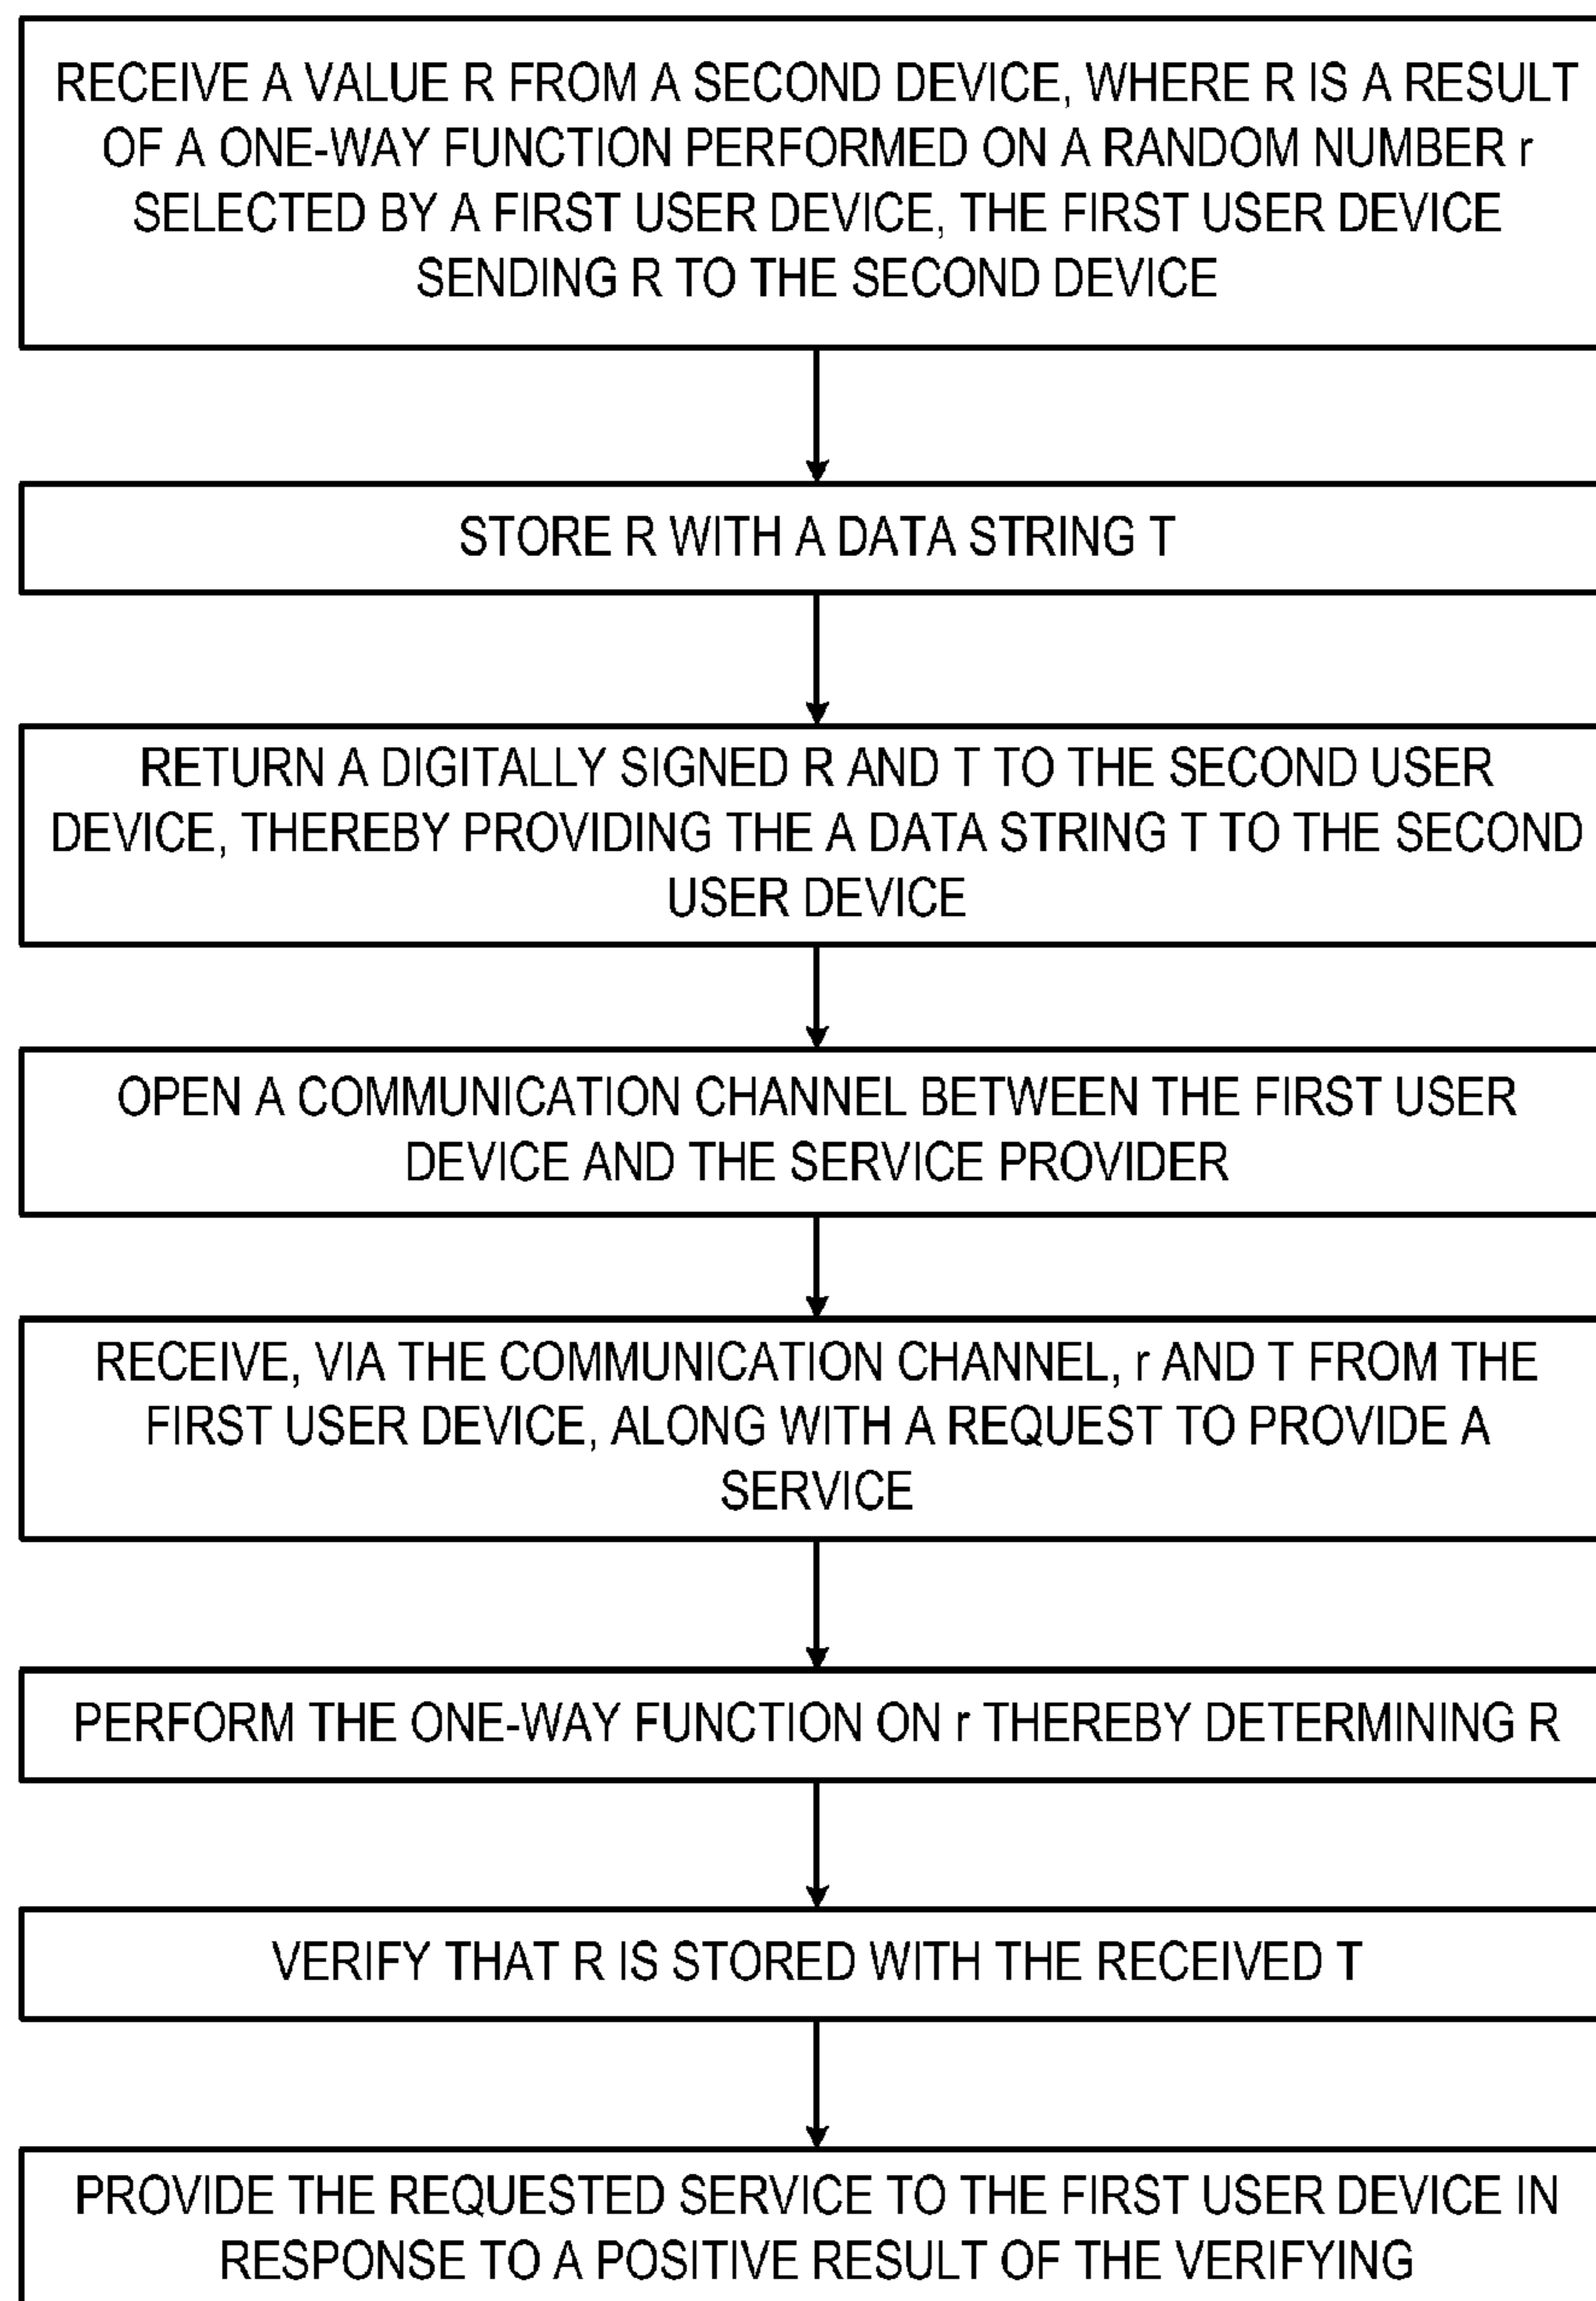 RECEIVE A VALUE R FROM A SECOND DEVICE, WHERE R IS A RESULT
OF A ONE-WAY FUNCTION PERFORMED ON A RANDOM NUMBER r
SELECTED BY A FIRST USER DEVICE, THE FIRST USER DEVICE
SENDING R TO THE SECOND DEVICE
STORE R WITH A DATA STRING T
RETURN A DIGITALLY SIGNED R AND T TO THE SECOND USER
DEVICE, THEREBY PROVIDING THE A DATA STRING T TO THE SECOND
USER DEVICE
OPEN A COMMUNICATION CHANNEL BETWEEN THE FIRST USER
DEVICE AND THE SERVICE PROVIDER
RECEIVE, VIA THE COMMUNICATION CHANNEL, r AND T FROM THE
FIRST USER DEVICE, ALONG WITH A REQUEST TO PROVIDE A
SERVICE
PERFORM THE ONE-WAY FUNCTION ON r THEREBY DETERMINING R
VERIFY THAT R IS STORED WITH THE RECEIVED T
PROVIDE THE REQUESTED SERVICE TO THE FIRST USER DEVICE IN
RESPONSE TO A POSITIVE RESULT OF THE VERIFYING